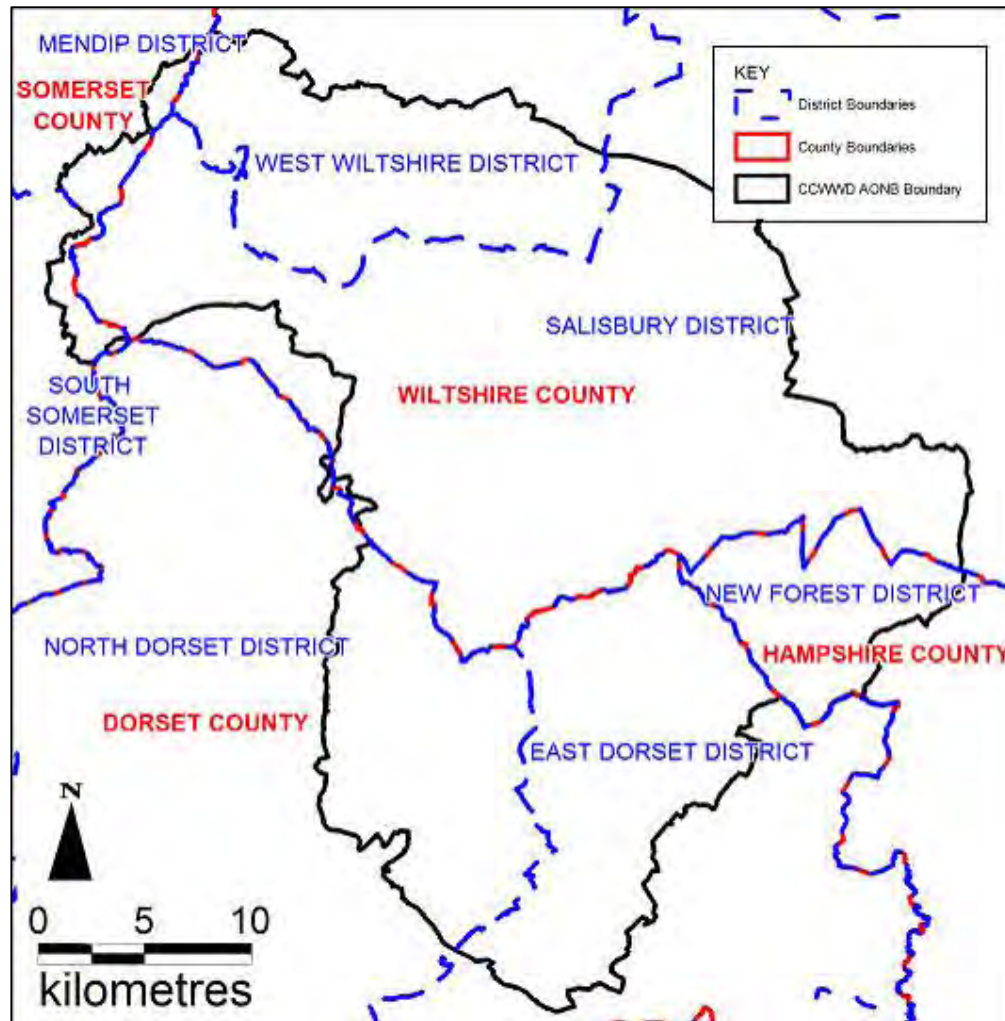 MENDIP DISTRICT
SOMERSET
COUNTY
WEST WILTSHIRE DISTRICT
KEY
District Boundaries
County Boundaries
CCWWD AONB Boundary
SALISBURY DISTRICT
SOUTH
SOMERSET
DISTRICT
WILTSHIRE COUNTY
NEW FOREST DISTRICT
NORTH DORSET DISTRICT
HAMPSHIRE COUNTY
DORSET COUNTY
EAST DORSET DISTRICT
N
0 5 10
kilometres